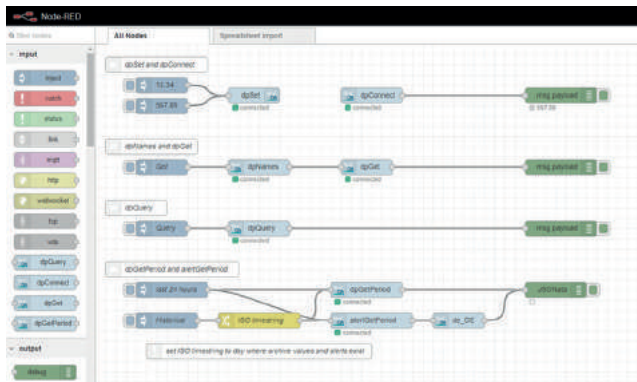 Node-RED
filter nodes
All Nodes
Spreadsheet import
input
inject
catch
status
link
mqtt
http
websocket
tcp
udp
dpQuery
dpConnect
dpGet
dpGetPeriod
output
debug
dpSet and dpConnect
12.34
567.89
dpSet
connected
dpConnect
connected
msg.payload
567.89
dpNames and dpGet
Go!
dpNames
connected
dpGet
connected
msg.payload
dpQuery
Query
dpQuery
connected
msg.payload
dpGetPeriod and alertGetPeriod
last 24 hours
dpGetPeriod
connected
Historical
ISO timestring
alertGetPeriod
connected
set ISO timestring to day where archive values and alerts exist